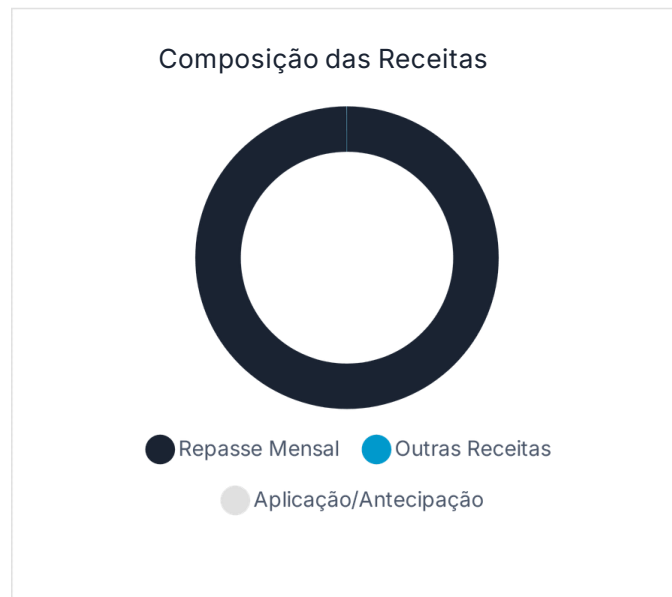 Composição das Receitas
Repasse Mensal Outras Receitas
Aplicação/Antecipação